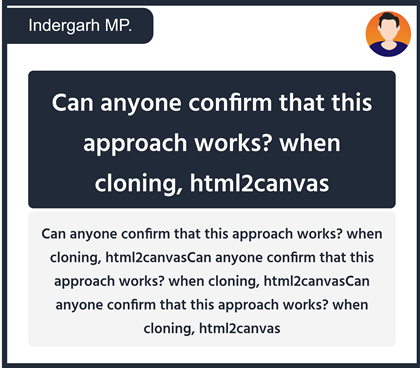 Indergarh MP.
Can anyone confirm that this
approach works? when
cloning, html2canvas
Can anyone confirm that this approach works? when
cloning, html2canvasCan anyone confirm that this
approach works? when cloning, html2canvasCan
anyone confirm that this approach works? when
cloning, html2canvas